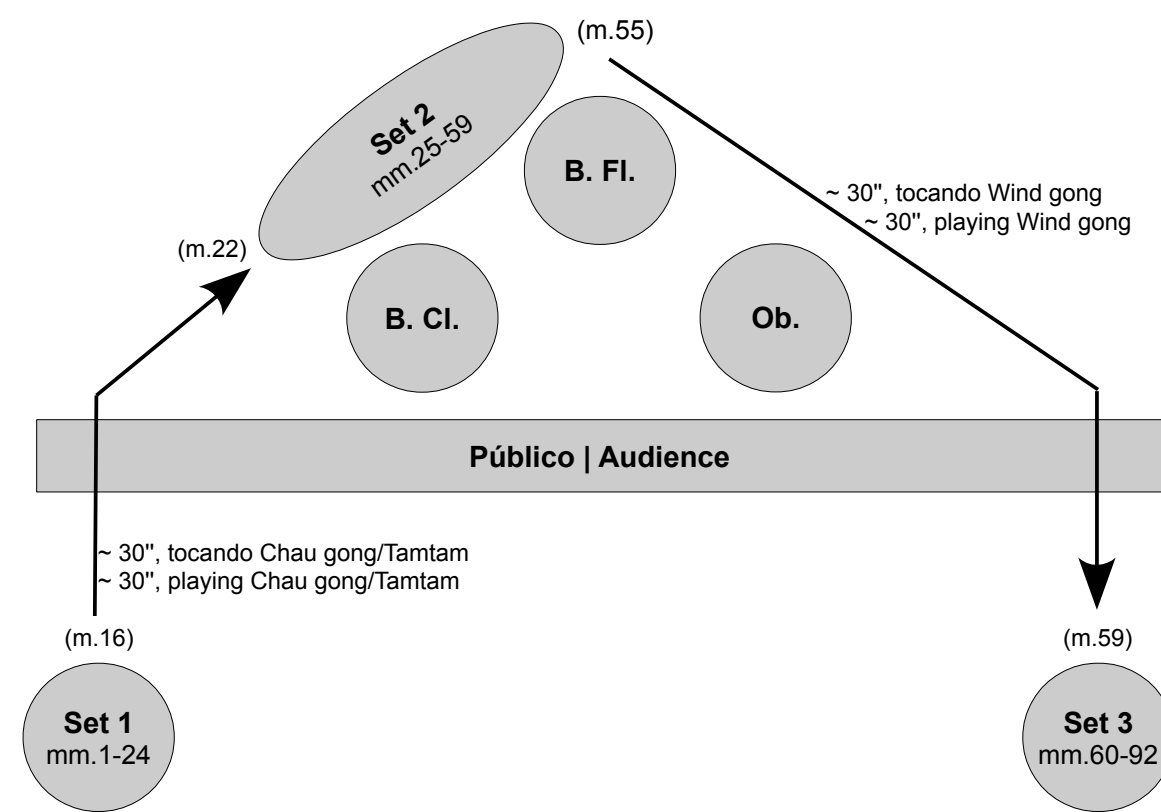 (m.55)
Set 2
mm.25-59
B. Fl.
~ 30", tocando Wind gong
~ 30", playing Wind gong
(m.22)
B. Cl.
Ob.
Público | Audience
~ 30", tocando Chau gong/Tamtam
~ 30", playing Chau gong/Tamtam
(m.16)
(m.59)
Set 1
mm.1-24
Set 3
mm.60-92